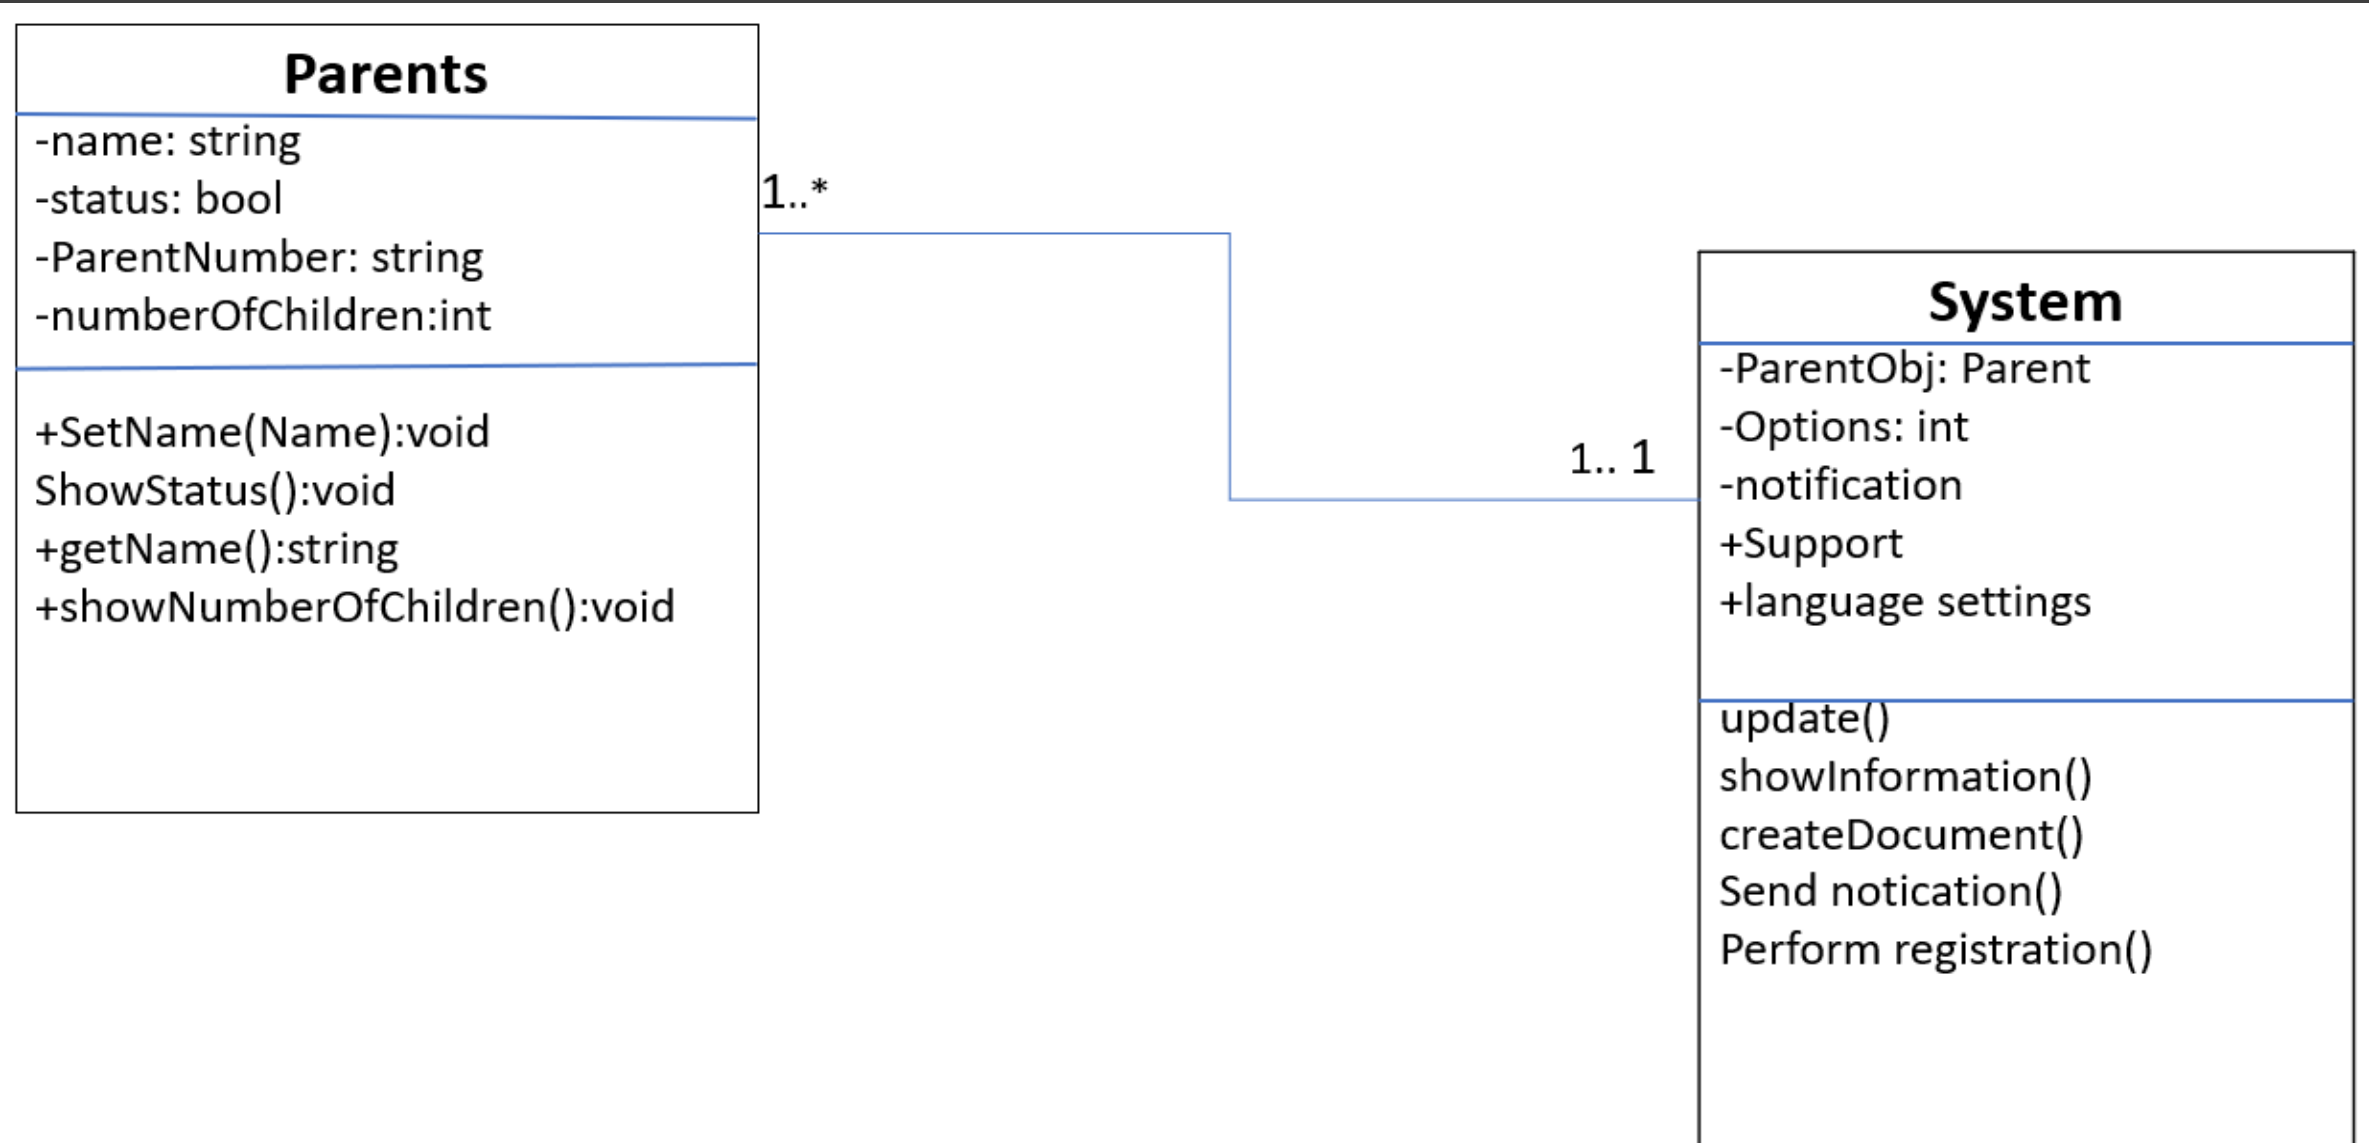 Parents
-name: string
-status: bool
-ParentNumber: string
-numberOfChildren:int
+SetName(Name):void
ShowStatus():void
+getName():string
+showNumberOfChildren():void
1..*
1.. 1
System
-ParentObj: Parent
-Options: int
-notification
+Support
+language settings
update()
showInformation()
createDocument()
Send notication()
Perform registration()